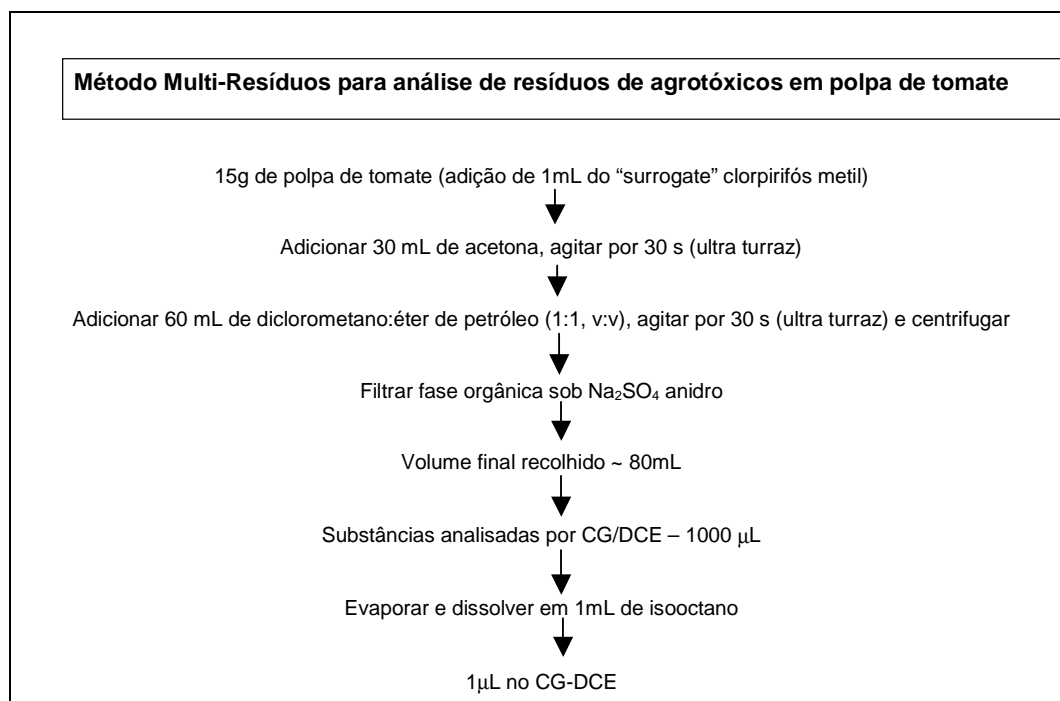 Método Multi-Resíduos para análise de resíduos de agrotóxicos em polpa de tomate
15g de polpa de tomate (adição de 1mL do “surrogate” clorpirifós metil)
Adicionar 30 mL de acetona, agitar por 30 s (ultra turraz)
Adicionar 60 mL de diclorometano:éter de petróleo (1:1, v:v), agitar por 30 s (ultra turraz) e centrifugar
Filtrar fase orgânica sob Na₂SO₄ anidro
Volume final recolhido ~ 80mL
Substâncias analisadas por CG/DCE – 1000 μL
Evaporar e dissolver em 1mL de isooctano
1μL no CG-DCE